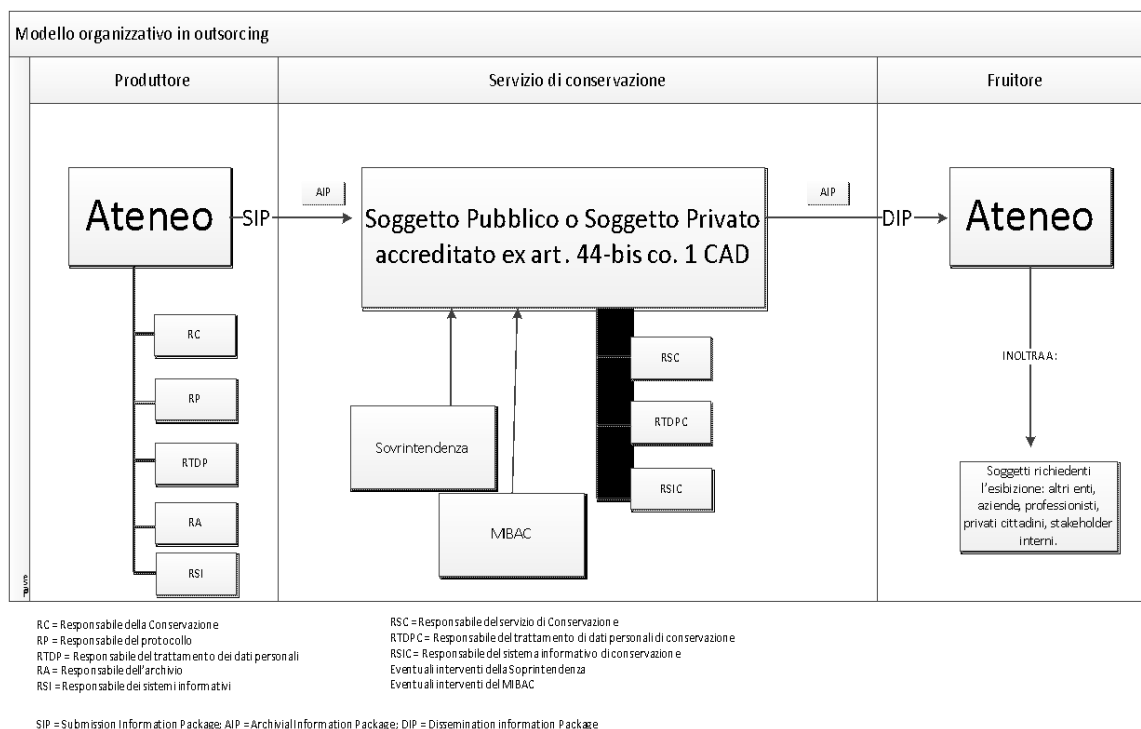 Modello organizzativo in outsorcing
Produttore
Servizio di conservazione
Fruitore
Ateneo
SIP
AIP
Soggetto Pubblico o Soggetto Privato
accreditato ex art. 44-bis co. 1 CAD
AIP
DIP
Ateneo
RC
RP
RTDP
RA
RSI
Sovrintendenza
MIBAC
RSC
RTDPC
RSIC
INOLTRA A:
Soggetti richiedenti
l'esibizione: altri enti,
aziende, professionisti,
privati cittadini, stakeholder
interni.
RC = Responsabile della Conservazione
RP = Responsabile del protocollo
RTDP = Responsabile del trattamento dei dati personali
RA = Responsabile dell'archivio
RSI = Responsabile dei sistemi informativi
RSC = Responsabile del servizio di Conservazione
RTDPC = Responsabile del trattamento di dati personali di conservazione
RSIC = Responsabile del sistema informativo di conservazione
Eventuali interventi della Soprintendenza
Eventuali interventi del MIBAC
SIP = Submission Information Package; AIP = Archivial Information Package; DIP = Dissemination information Package